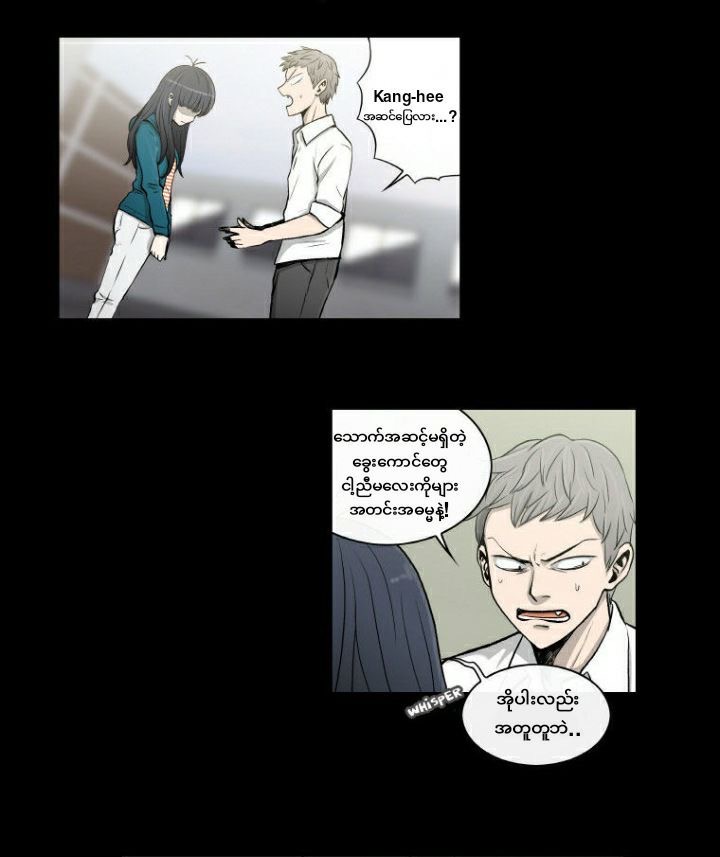 Kang-hee
အဆင်ပြေလား...?
သောက်အဆင့်မရှိတဲ့
ခွေးကောင်တွေ
ငါ့ညီမလေးကိုများ
အတင်းအဓမ္မနဲ့!
WHISPER
အိုပါးလည်း
အတူတူဘဲ..